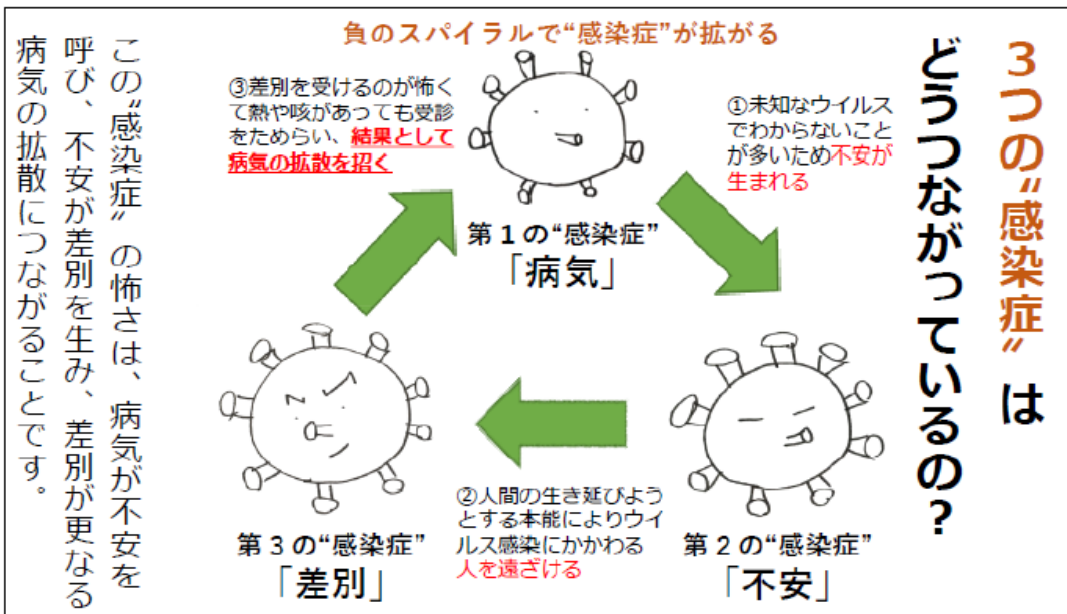 3つの“感染症”は
どうつながっているの?
負のスパイラルで“感染症”が拡がる
第1の“感染症”
「病気」
①未知なウイルス
でわからないこと
が多いため不安が
生まれる
第2の“感染症”
「不安」
②人間の生き延びよう
とする本能によりウイ
ルス感染にかかわる
人を遠ざける
第3の“感染症”
「差別」
③差別を受けるのが怖く
て熱や咳があっても受診
をためらい、結果として
病気の拡散を招く
この“感染症”の怖さは、病気が不安を
呼び、不安が差別を生み、差別が更なる
病気の拡散につながることです。